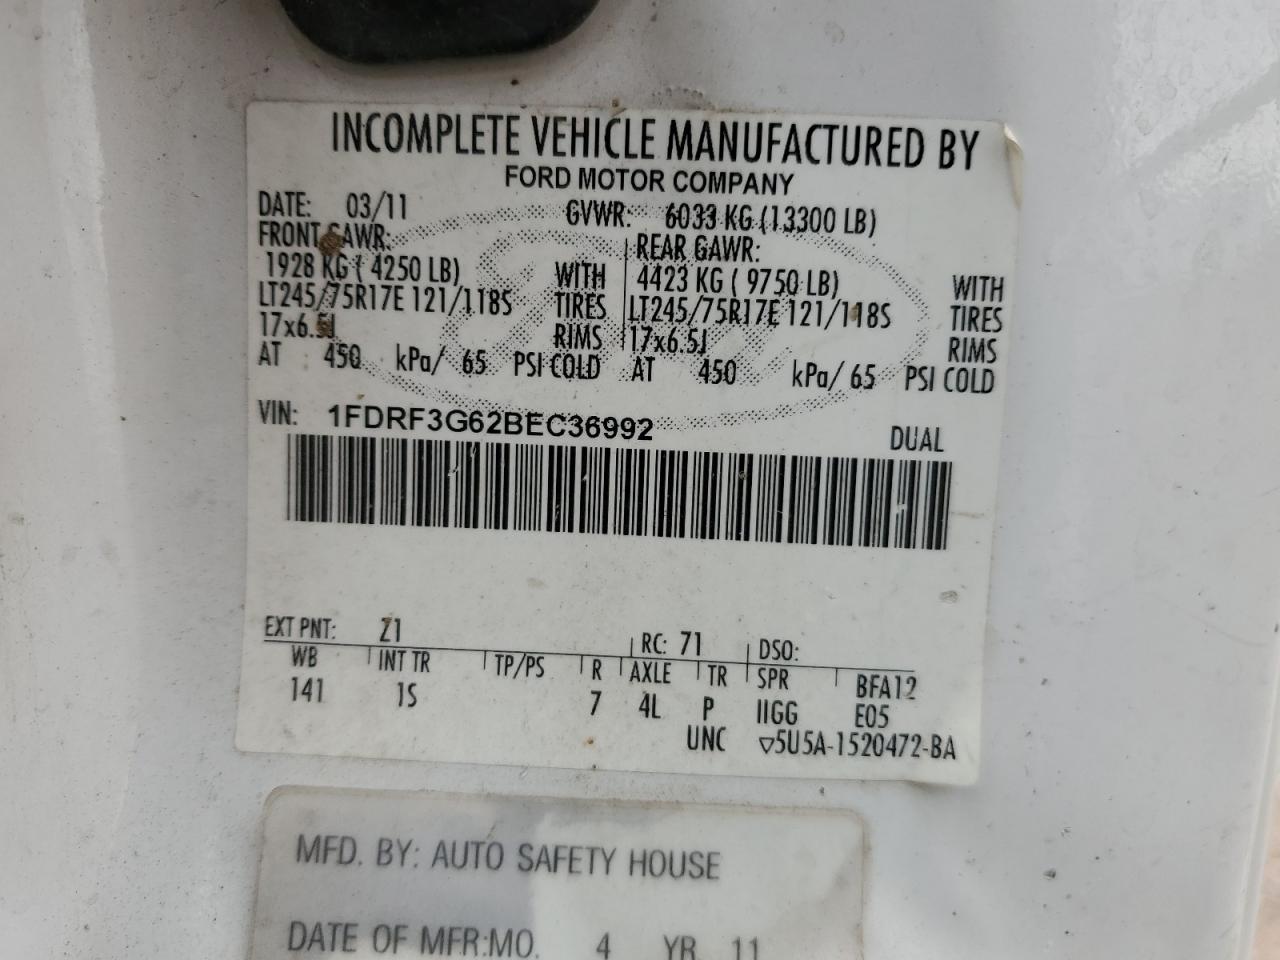 INCOMPLETE VEHICLE MANUFACTURED BY
FORD MOTOR COMPANY
DATE: 03/11 GVWR: 6033 KG (13300 LB)
FRONT GAWR: REAR GAWR:
1928 KG ( 4250 LB) WITH 4423 KG ( 9750 LB) WITH
LT245/75R17E 121/118S TIRES LT245/75R17E 121/118S TIRES
17x6.5J RIMS 17x6.5J RIMS
AT 450 kPa/ 65 PSI COLD AT 450 kPa/ 65 PSI COLD
VIN: 1FDRF3G62BEC36992 DUAL
EXT PNT: Z1 RC: 71 DSO:
WB INT TR TP/PS R AXLE TR SPR BFA12
141 1S 7 4L P IIGG E05
UNC ▽5U5A-1520472-BA
MFD. BY: AUTO SAFETY HOUSE
DATE OF MFR:MO. 4 YR 11